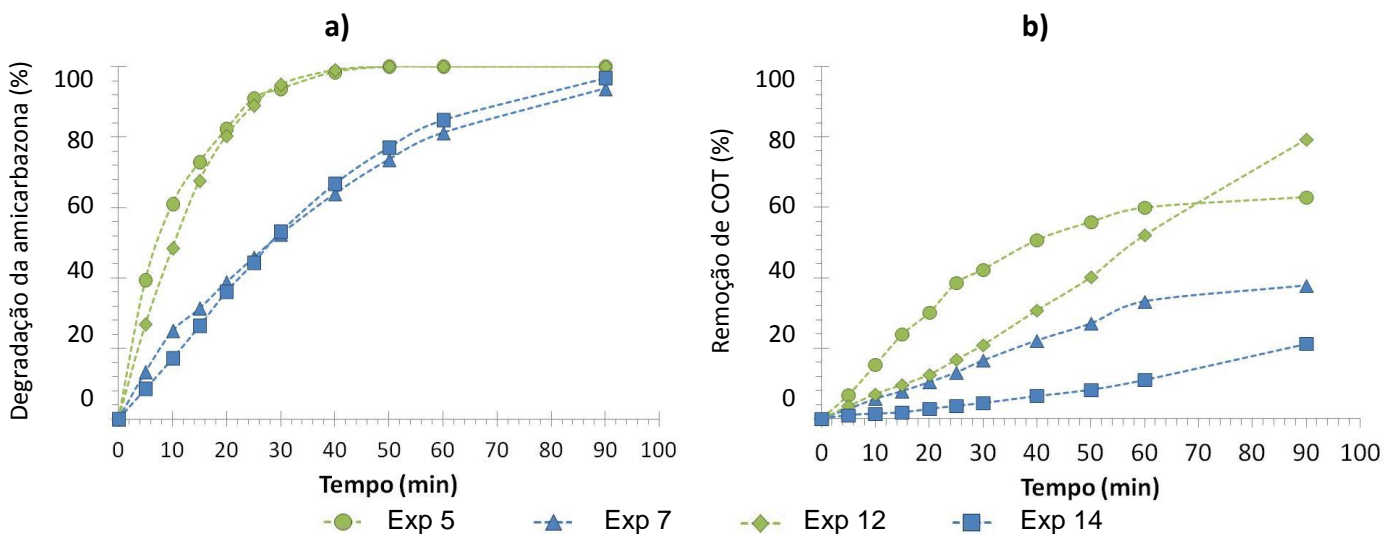 a)
Degradação da amicarbazona (%)
100
80
60
40
20
0
0 10 20 30 40 50 60 70 80 90 100
Tempo (min)
b)
Remoção de COT (%)
100
80
60
40
20
0
0 10 20 30 40 50 60 70 80 90 100
Tempo (min)
Exp 5 Exp 7 Exp 12 Exp 14